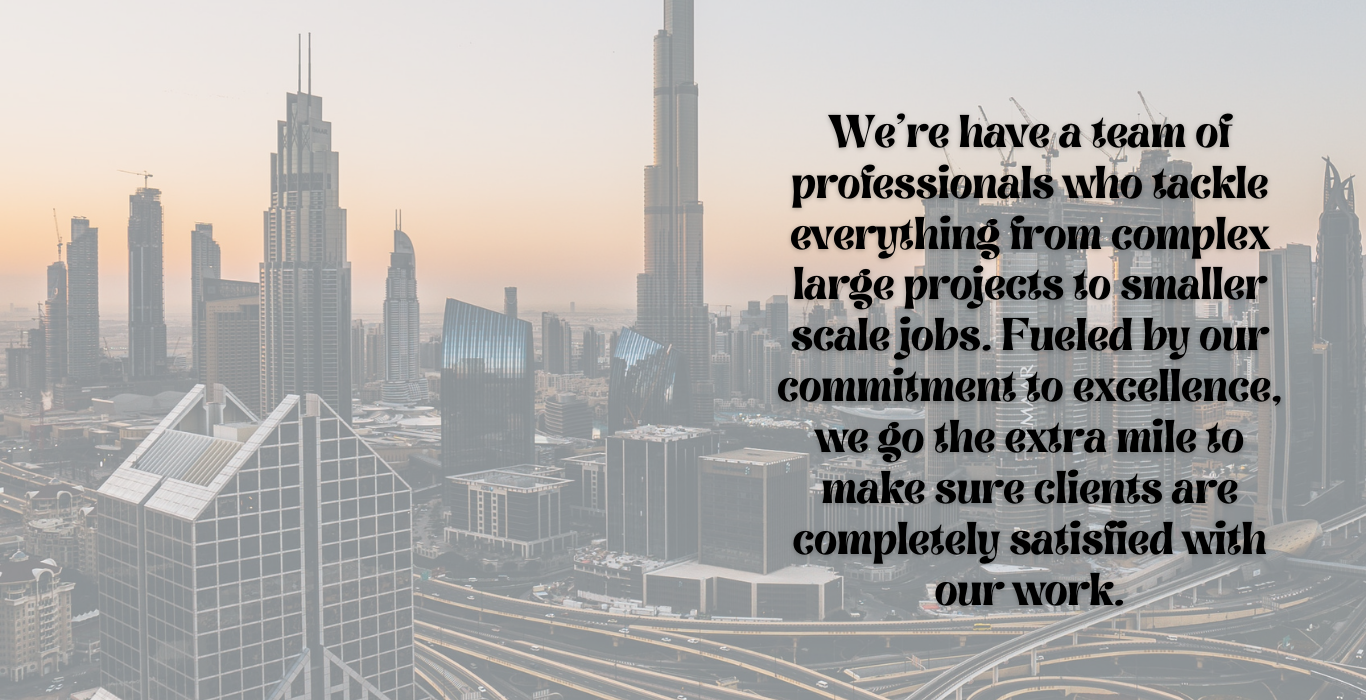 We're have a team of
professionals who tackle
everything from complex
large projects to smaller
scale jobs. Fueled by our
commitment to excellence,
we go the extra mile to
make sure clients are
completely satisfied with
our work.